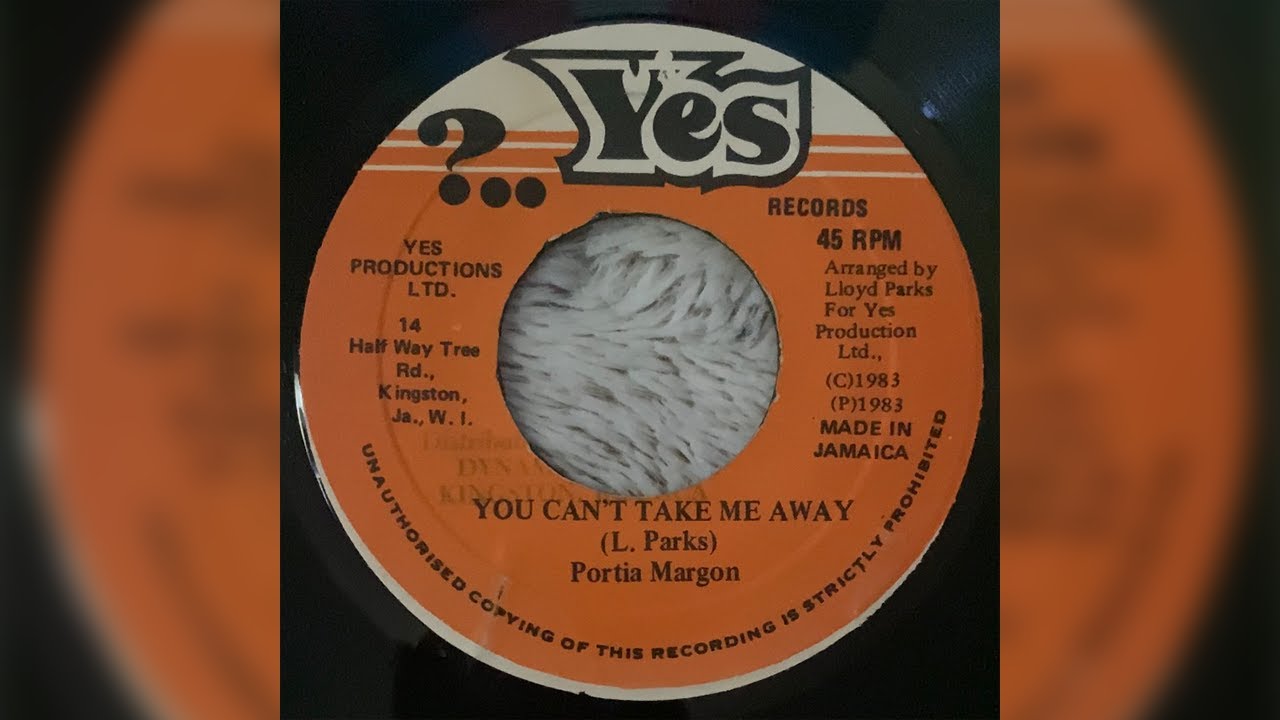 ?... Yes
RECORDS
45 RPM
Arranged by
Lloyd Parks
For Yes
Production
Ltd.,
(C)1983
(P)1983
MADE IN
JAMAICA
YES
PRODUCTIONS
LTD.
14
Half Way Tree
Rd.,
Kingston,
Ja., W. I.
KINGSTON,
YOU CAN'T TAKE ME AWAY
(L. Parks)
Portia Margon
UNAUTHORISED COPYING OF THIS RECORDING IS STRICTLY PROHIBITED